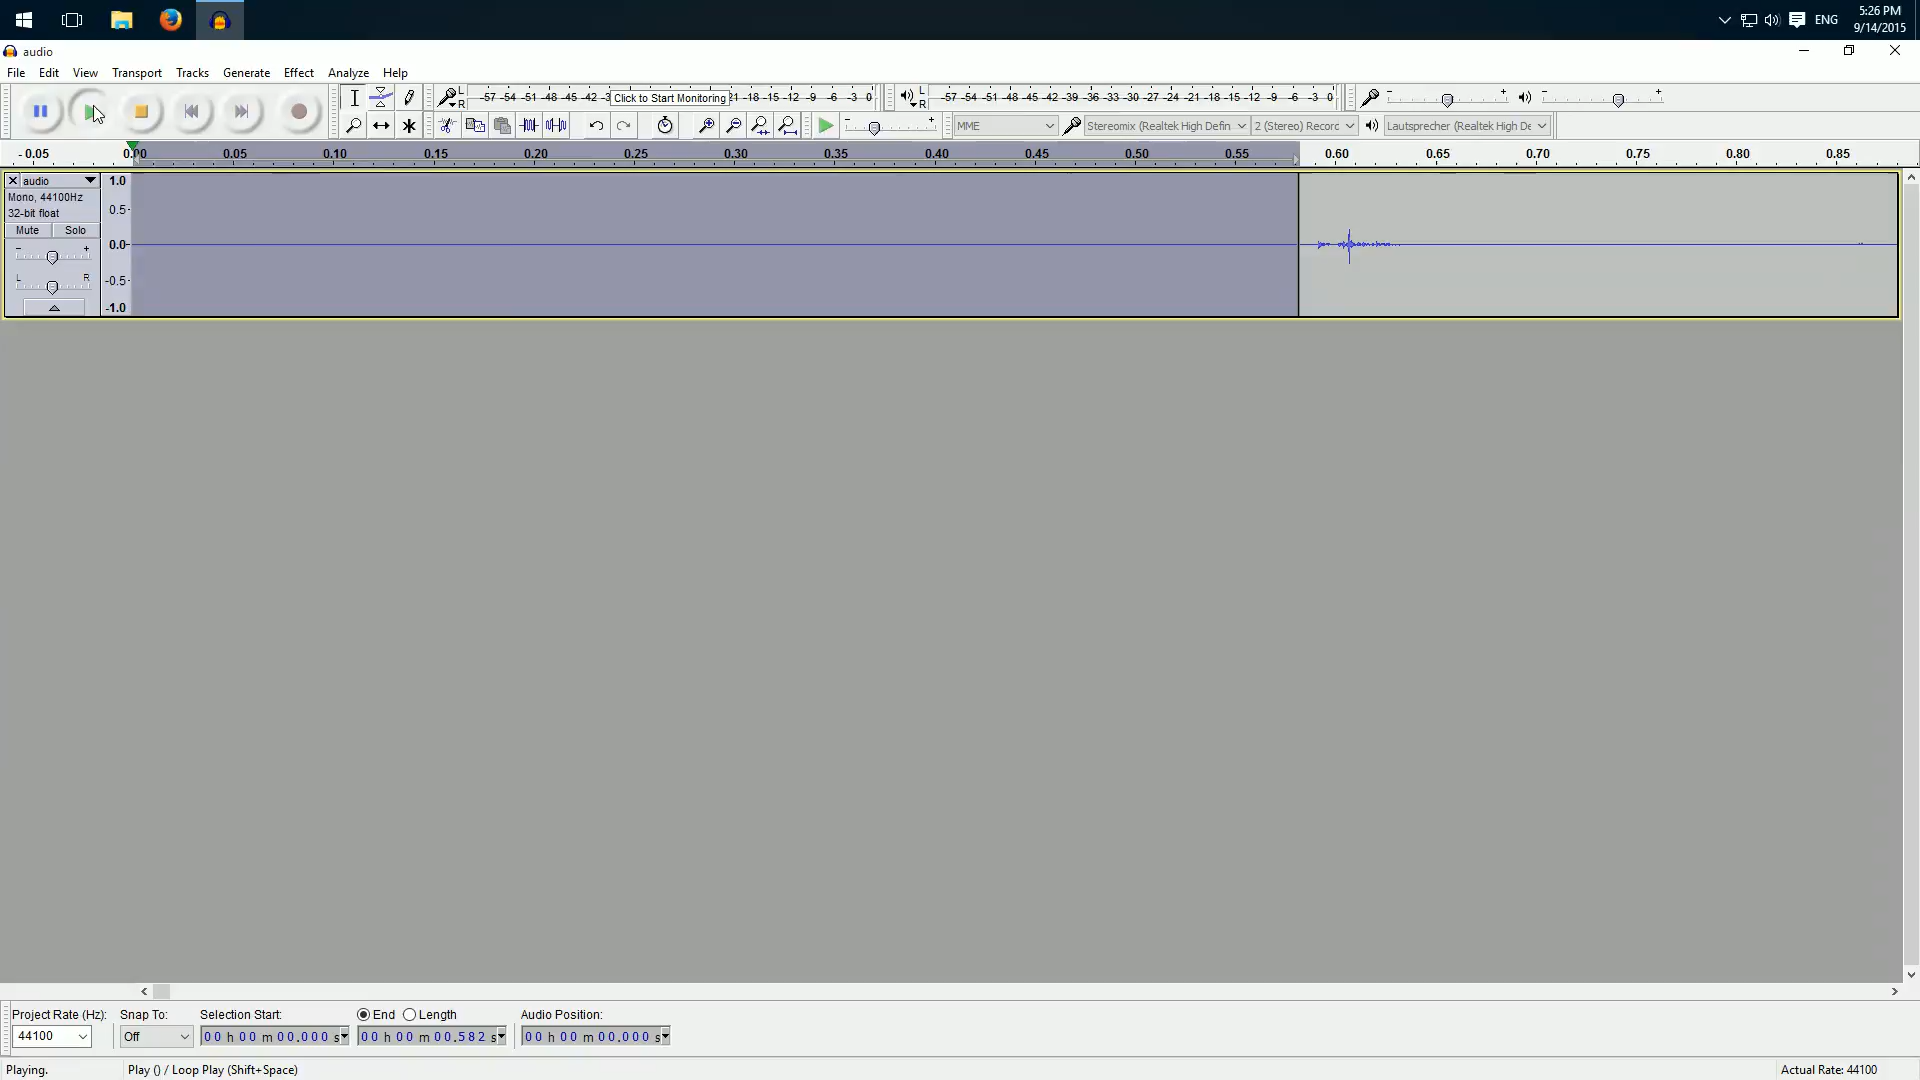 ENG
5:26 PM
9/14/2015
audio
File Edit View Transport Tracks Generate Effect Analyze Help
L
R
-57 -54 -51 -48 -45 -42 Click to Start Monitoring 21 -18 -15 -12 -9 -6 -3 0
L
R
-57 -54 -51 -48 -45 -42 -39 -36 -33 -30 -27 -24 -21 -18 -15 -12 -9 -6 -3 0
- + - +
- + MME Stereomix (Realtek High Defin 2 (Stereo) Recorc Lautsprecher (Realtek High De
- 0.05 0.00 0.05 0.10 0.15 0.20 0.25 0.30 0.35 0.40 0.45 0.50 0.55 0.60 0.65 0.70 0.75 0.80 0.85
audio
Mono, 44100Hz
32-bit float
Mute Solo
- +
L R
1.0
0.5-
0.0-
-0.5-
-1.0
Project Rate (Hz): Snap To: Selection Start: End Length Audio Position:
44100 Off 00 h 00 m 00.000 s 00 h 00 m 00.582 s 00 h 00 m 00.000 s
Playing. Play () / Loop Play (Shift+Space) Actual Rate: 44100